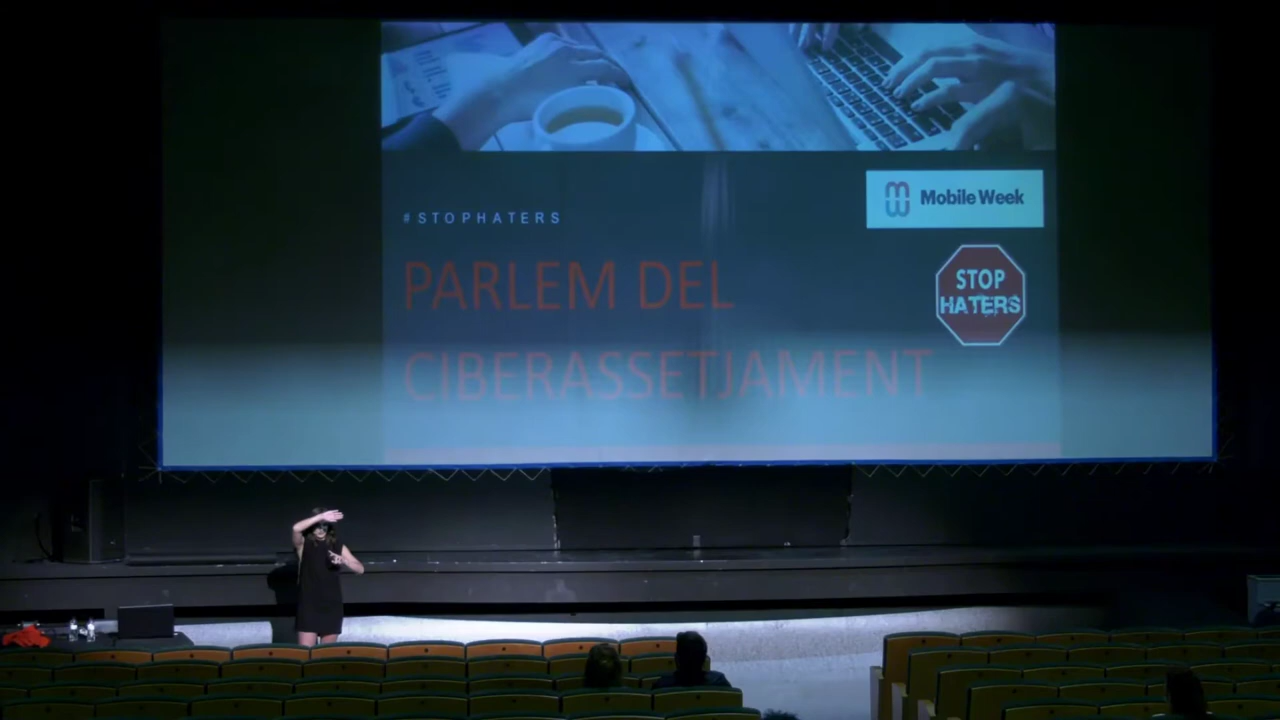 Mobile Week
#STOPHATERS
PARLEM DEL
STOP
HATERS
CIBERASSETJAMENT